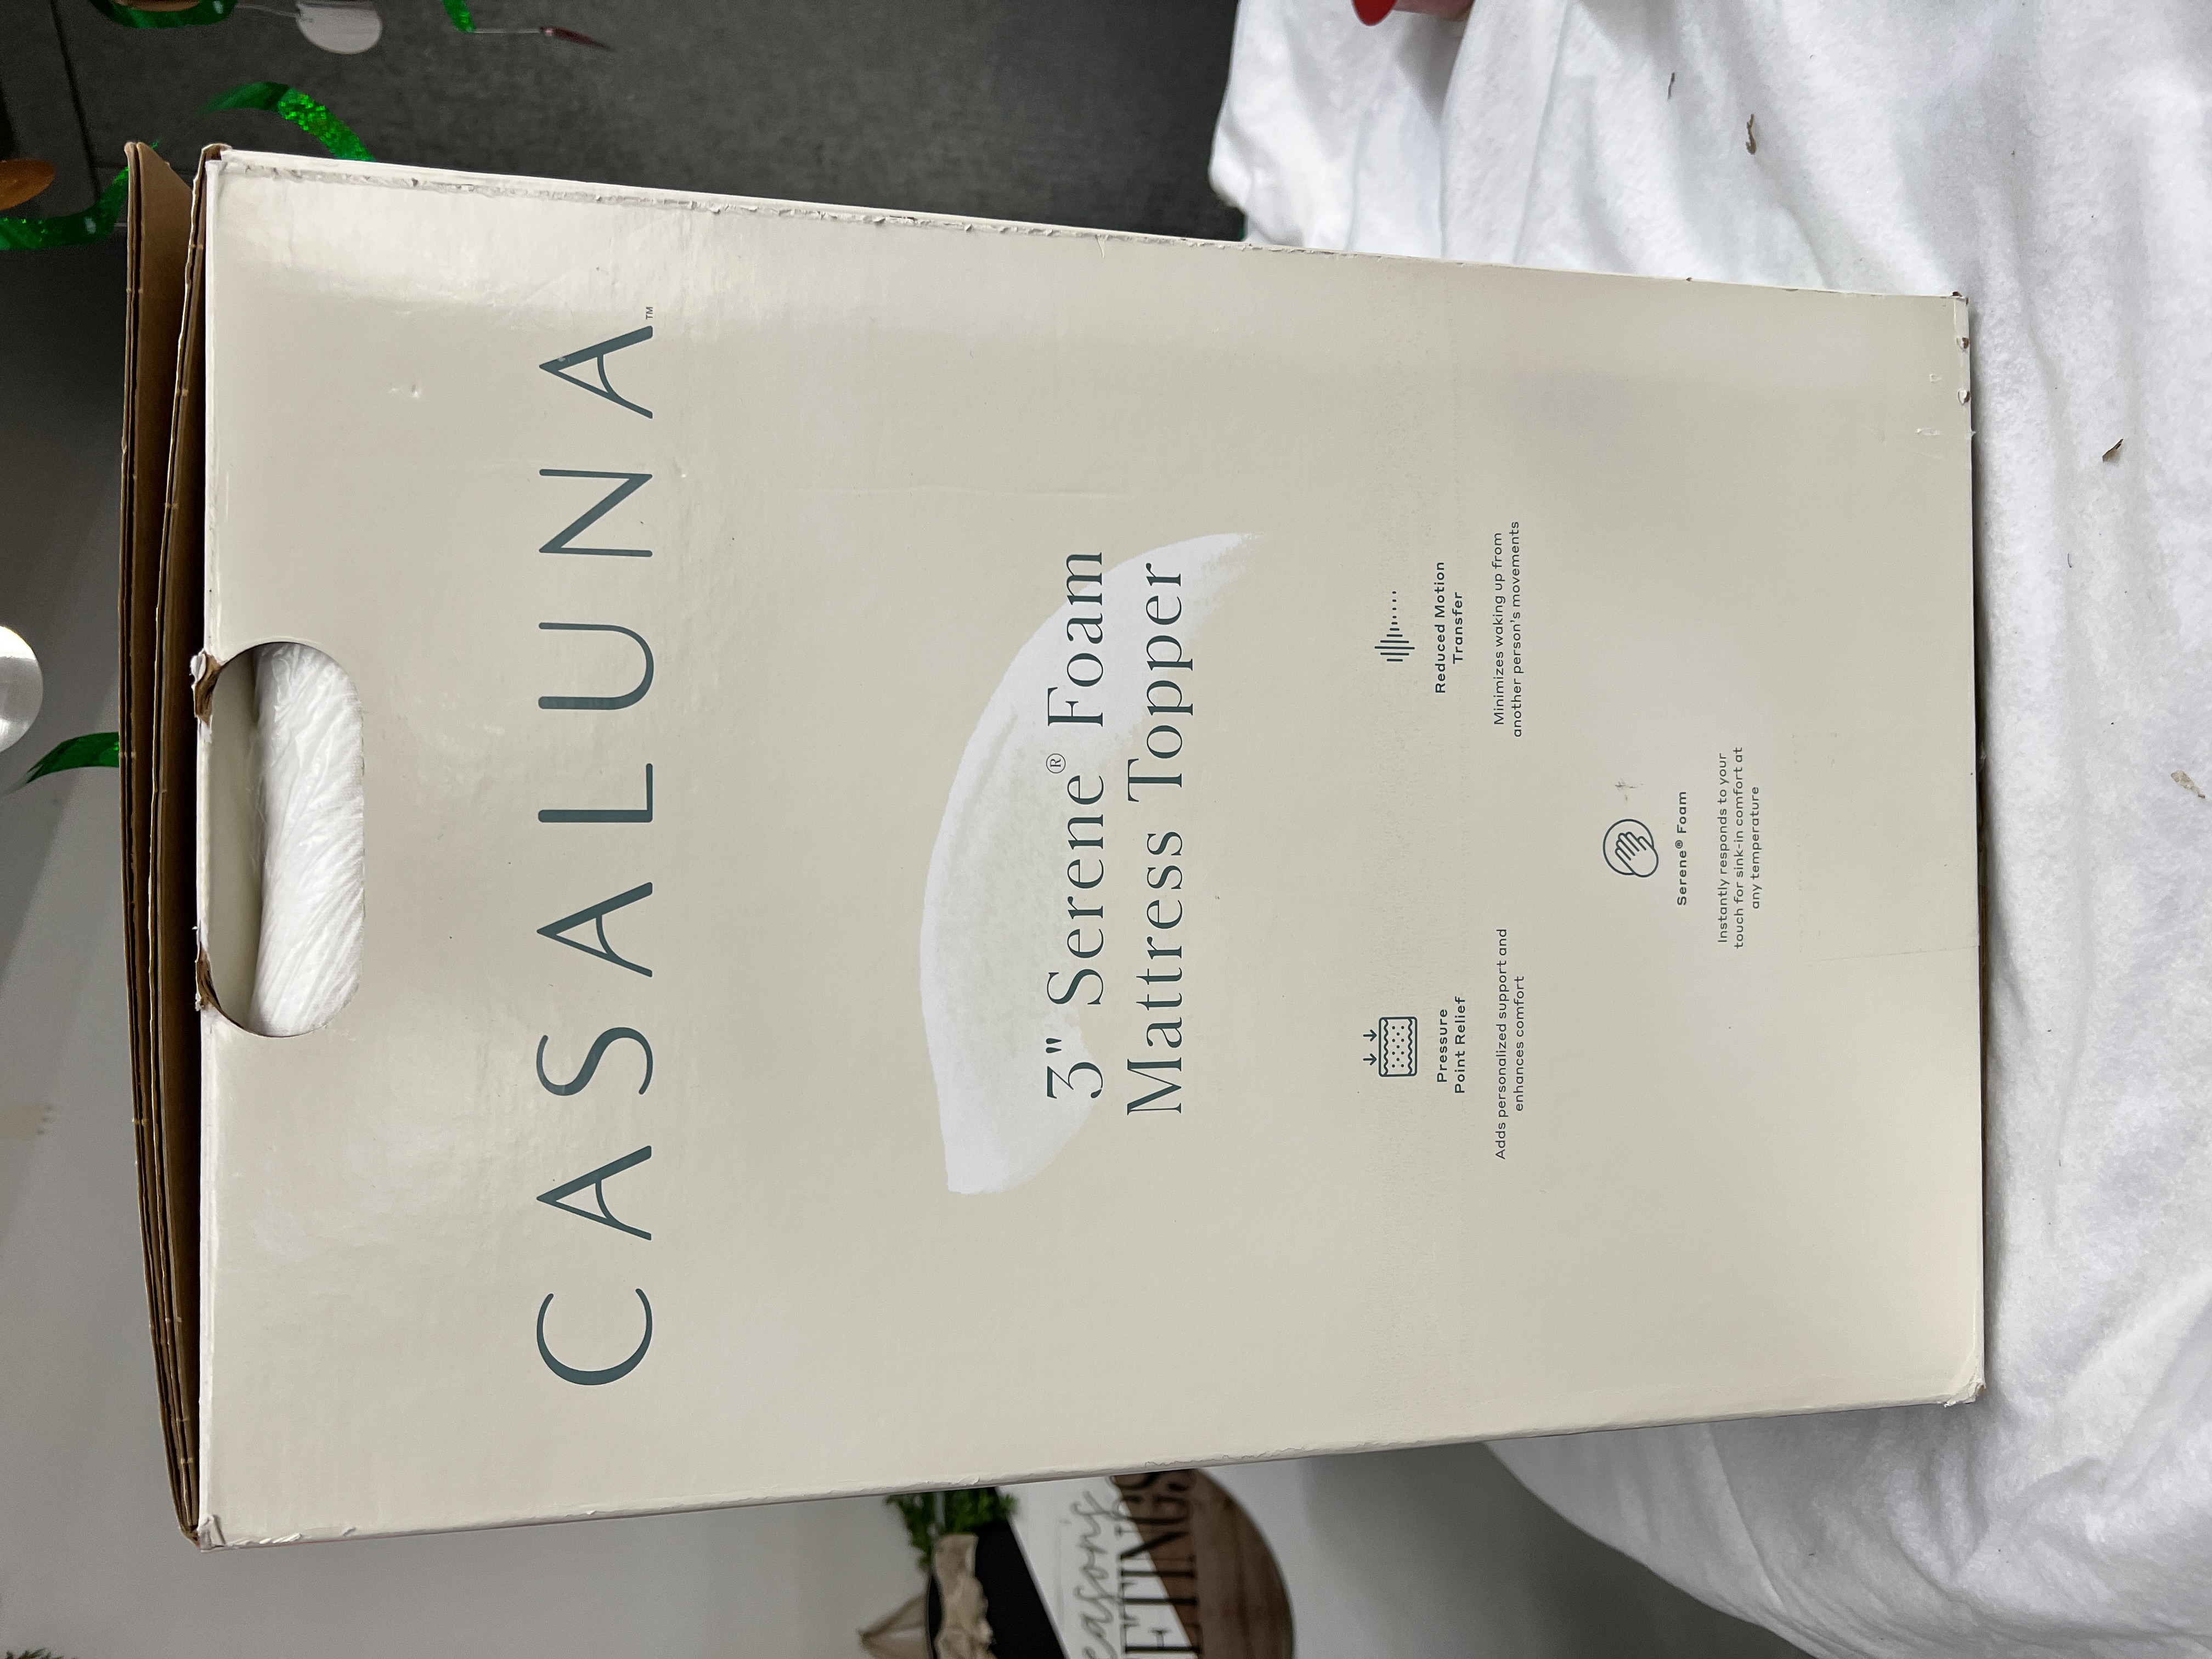 CASALUNA™
3" Serene® Foam
Mattress Topper
Pressure
Point Relief
Adds personalized support and
enhances comfort
Reduced Motion
Transfer
Minimizes waking up from
another person's movements
Serene® Foam
Instantly responds to your
touch for sink-in comfort at
any temperature